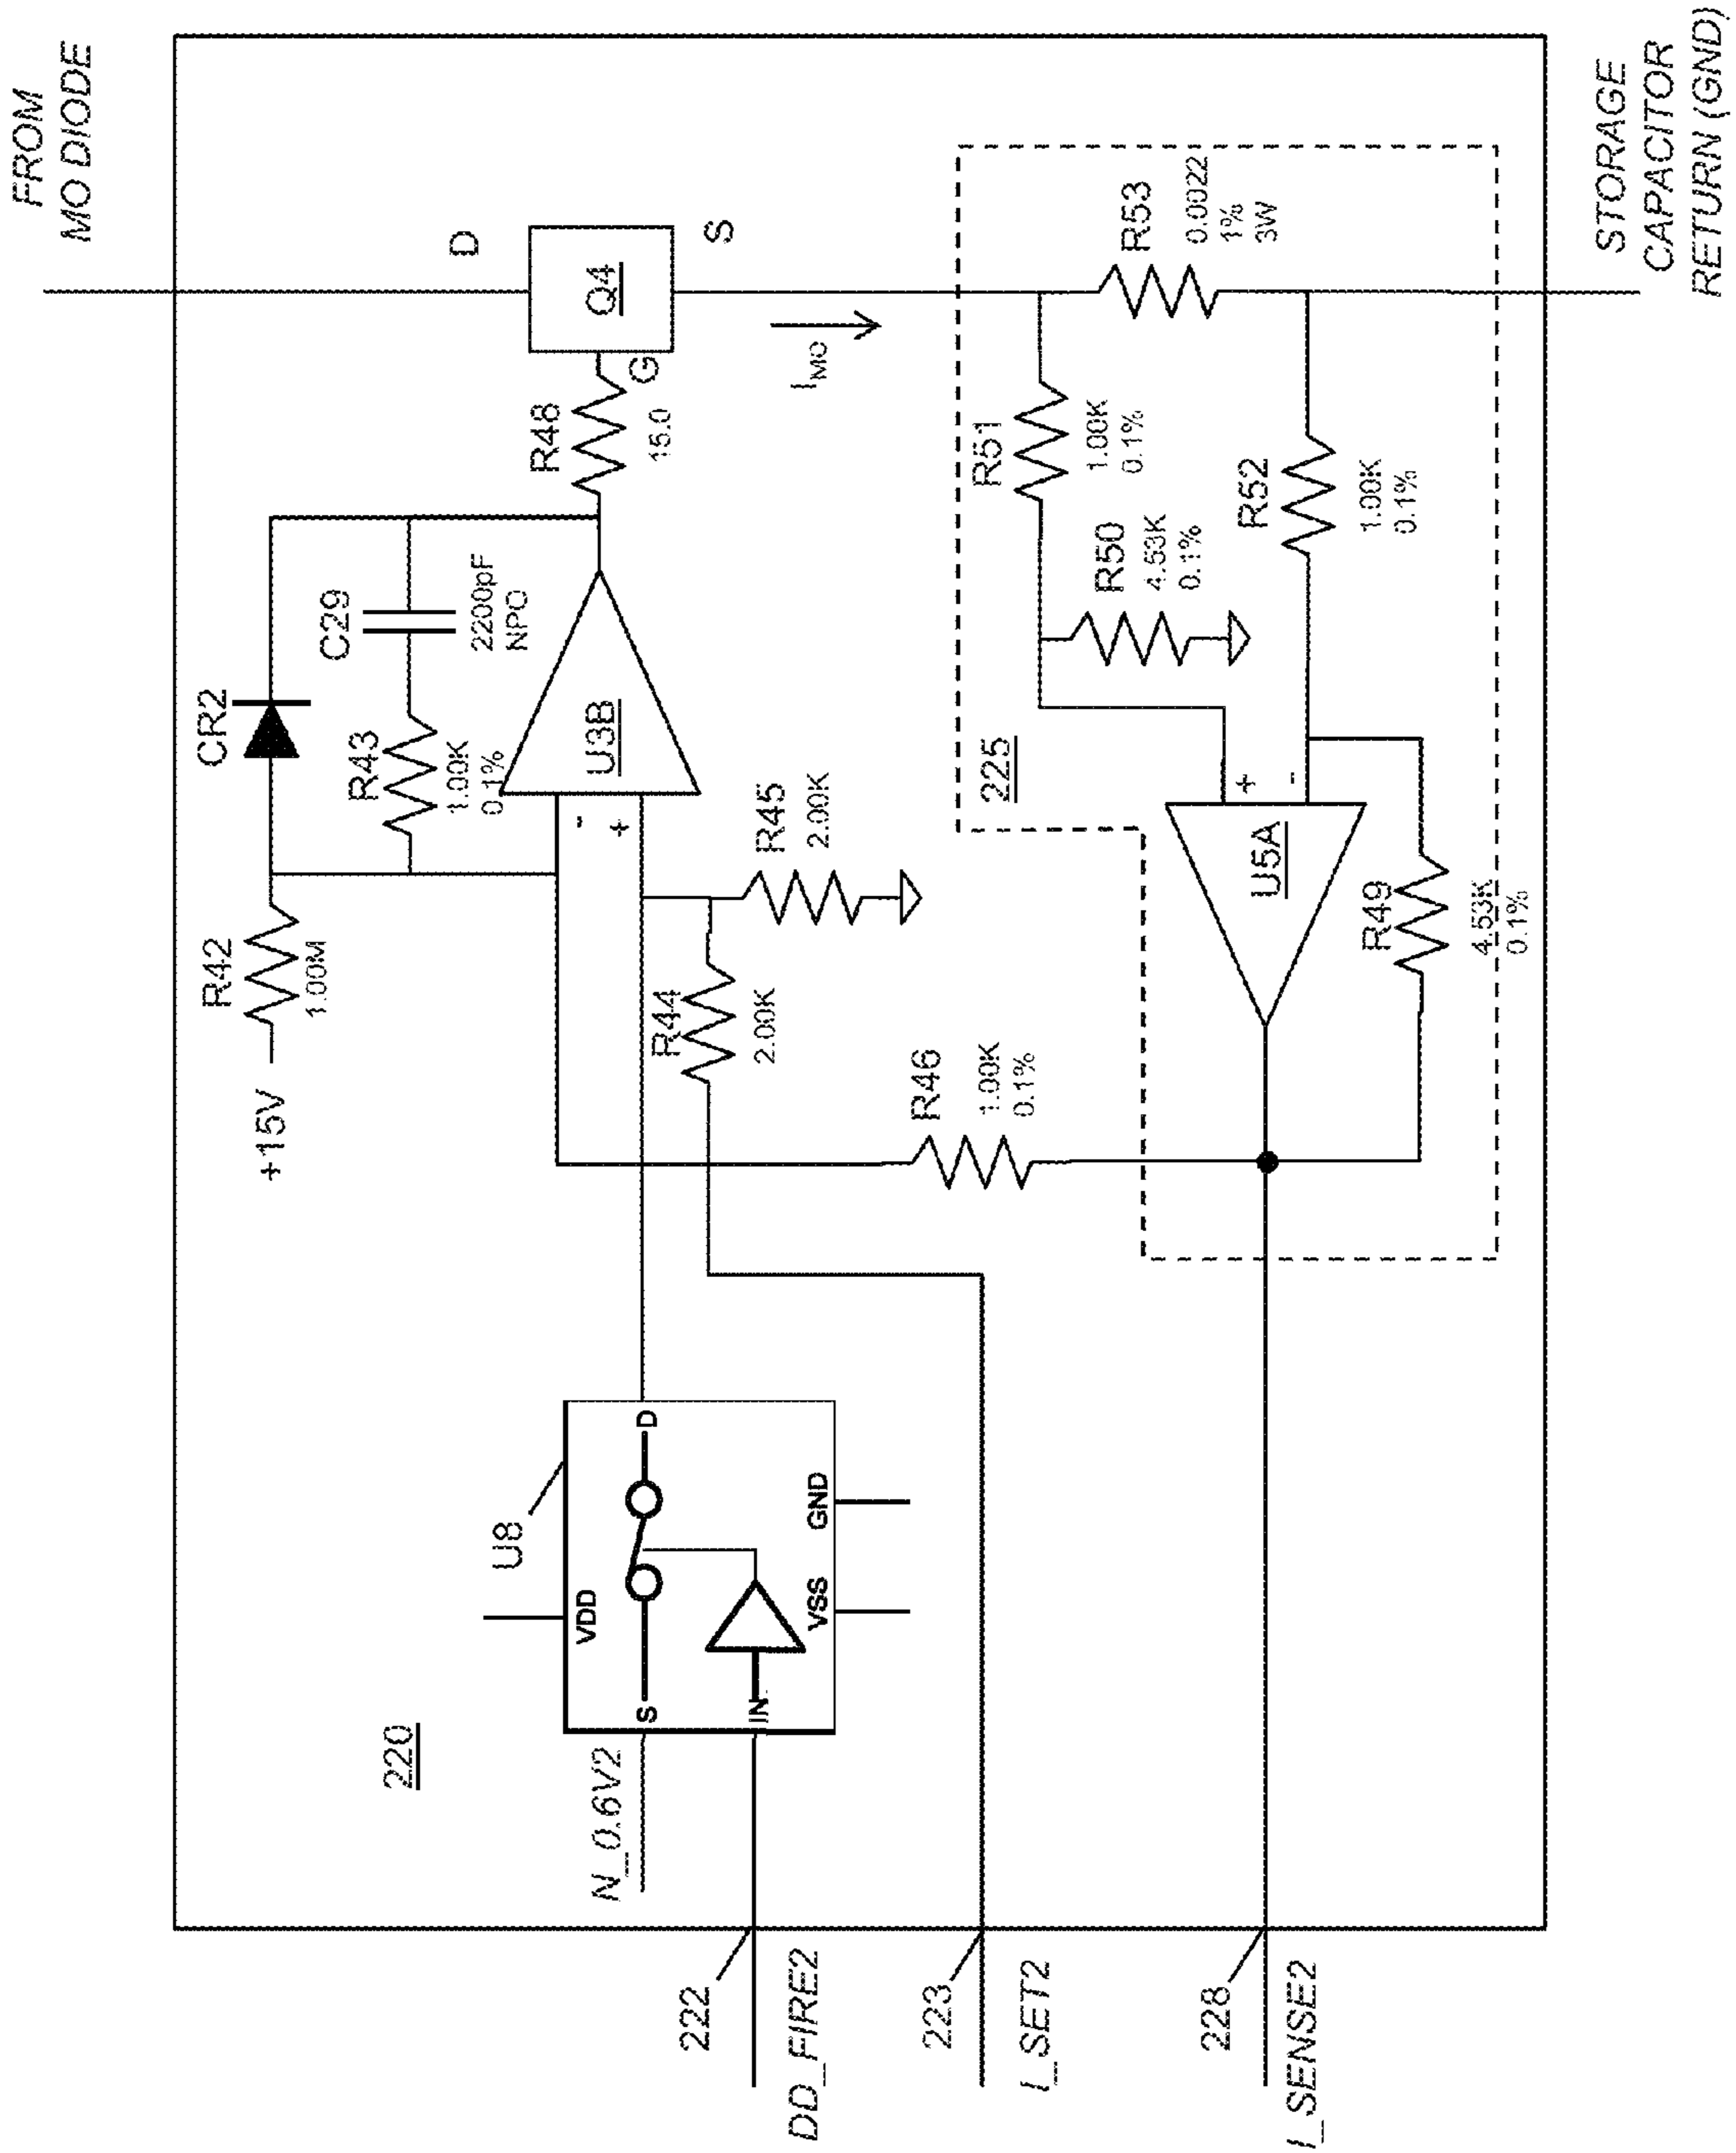 FROM
MO DIODE
D
Q4
S
G
R48
15.0
I_MO
CR2
C29
2200pF
NPO
R43
1.00K
0.1%
R42
1.00M
+15V
U3B
-
+
R45
2.00K
R44
2.00K
R46
1.00K
0.1%
225
R51
1.00K
0.1%
R50
4.53K
0.1%
R53
0.0022
1%
3W
R52
1.00K
0.1%
+
-
U5A
R49
4.53K
0.1%
STORAGE
CAPACITOR
RETURN (GND)
220
U8
VDD
S
D
IN
VSS
GND
N_0.6V2
222
DD_FIRE2
223
I_SET2
228
I_SENSE2